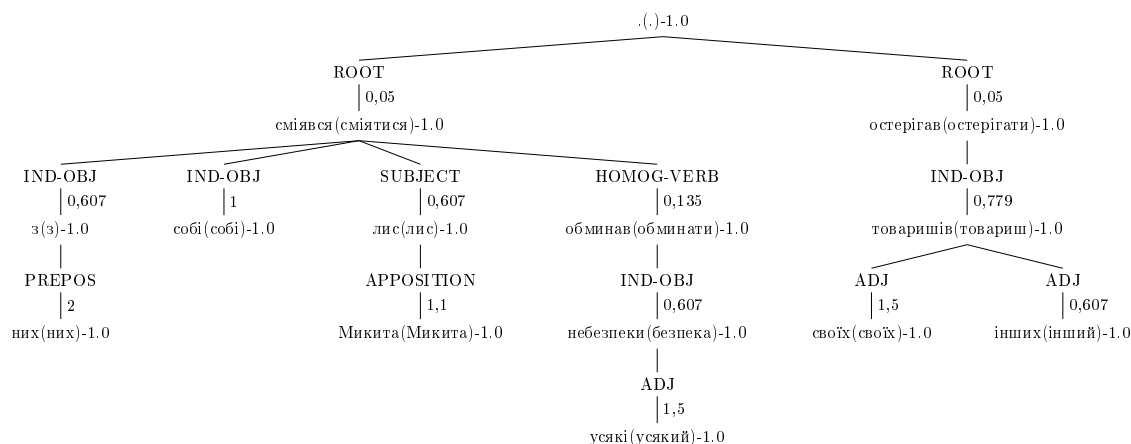 .(.)-1.0
ROOT ROOT
0,05 0,05
сміявся(сміятися)-1.0 остерігав(остерігати)-1.0
IND-OBJ IND-OBJ SUBJECT HOMOG-VERB IND-OBJ
0,607 1 0,607 0,135 0,779
з(з)-1.0 собі(собі)-1.0 лис(лис)-1.0 обминав(обминати)-1.0 товаришів(товариш)-1.0
PREPOS APPOSITION IND-OBJ ADJ ADJ
2 1,1 0,607 1,5 0,607
них(них)-1.0 Микита(Микита)-1.0 небезпеки(безпека)-1.0 своїх(своїх)-1.0 інших(інший)-1.0
ADJ
1,5
усякі(усякий)-1.0